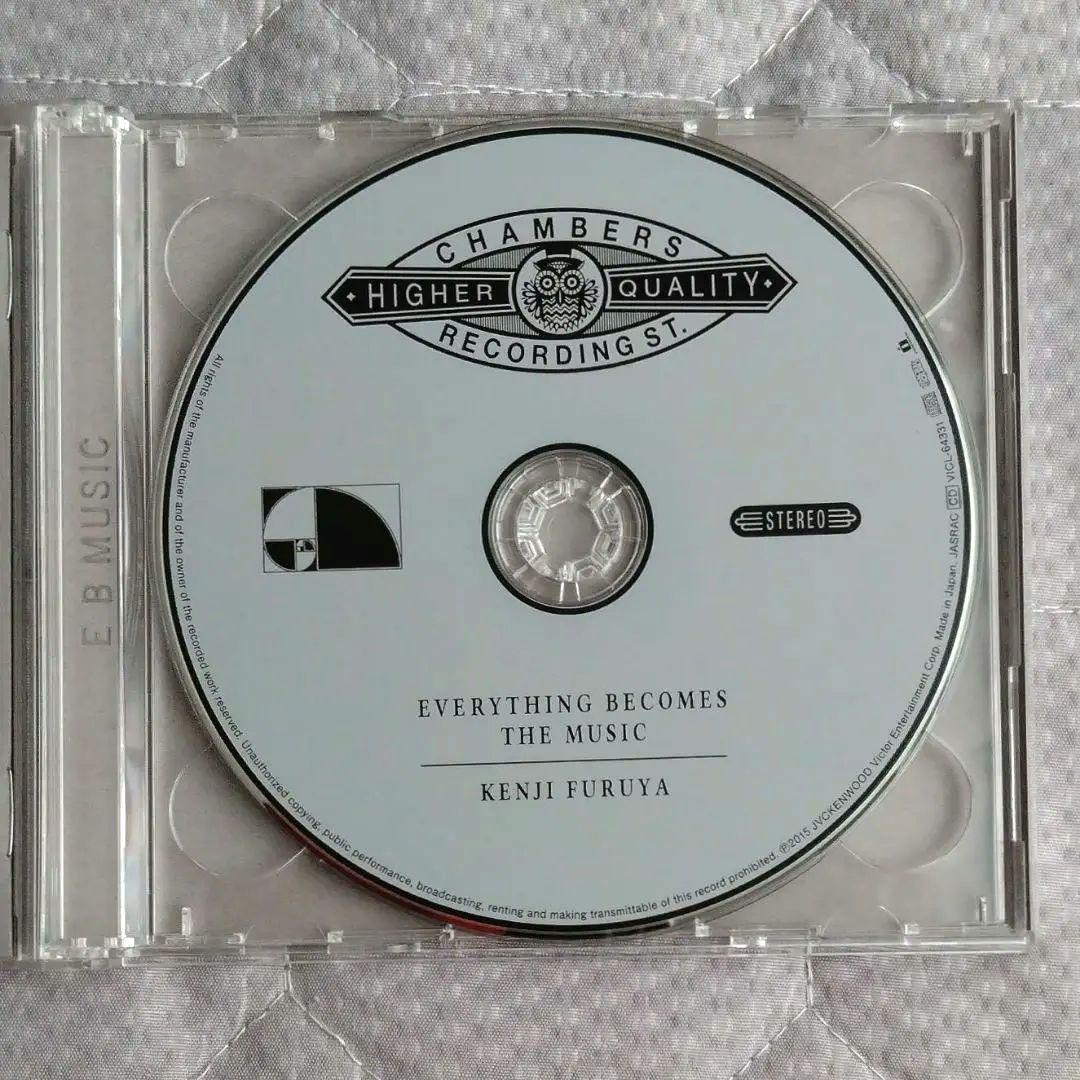 CHAMBERS
HIGHER QUALITY
RECORDING ST.
STEREO
EVERYTHING BECOMES
THE MUSIC
KENJI FURUYA
All rights of the manufacturer and of the owner of the recorded work reserved. Unauthorized copying, public performance, broadcasting, renting and making transmittable of this record prohibited. ℗2015 JVCKENWOOD Victor Entertainment Corp. Made in Japan. JASRAC CD VICL-64331
E B MUSIC